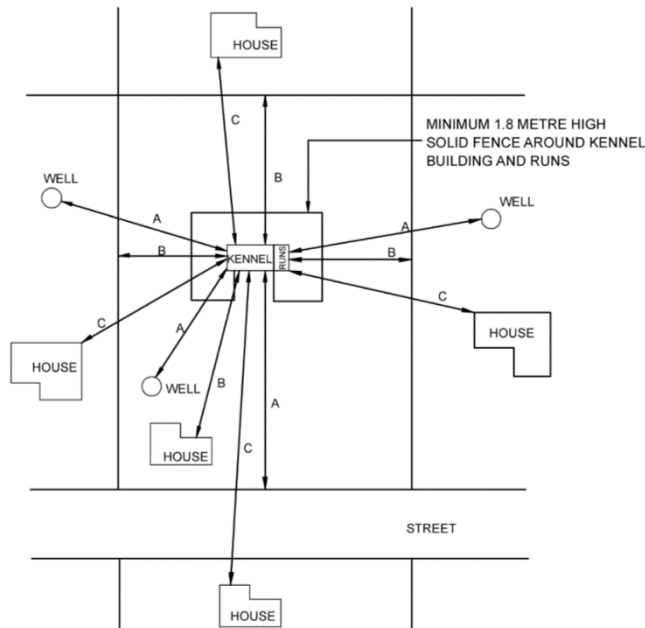 HOUSE
C
MINIMUM 1.8 METRE HIGH
SOLID FENCE AROUND KENNEL
BUILDING AND RUNS
B
WELL
WELL
A
A
B
B
KENNEL
RUNS
C
C
A
HOUSE
HOUSE
WELL
B
A
HOUSE
C
STREET
HOUSE